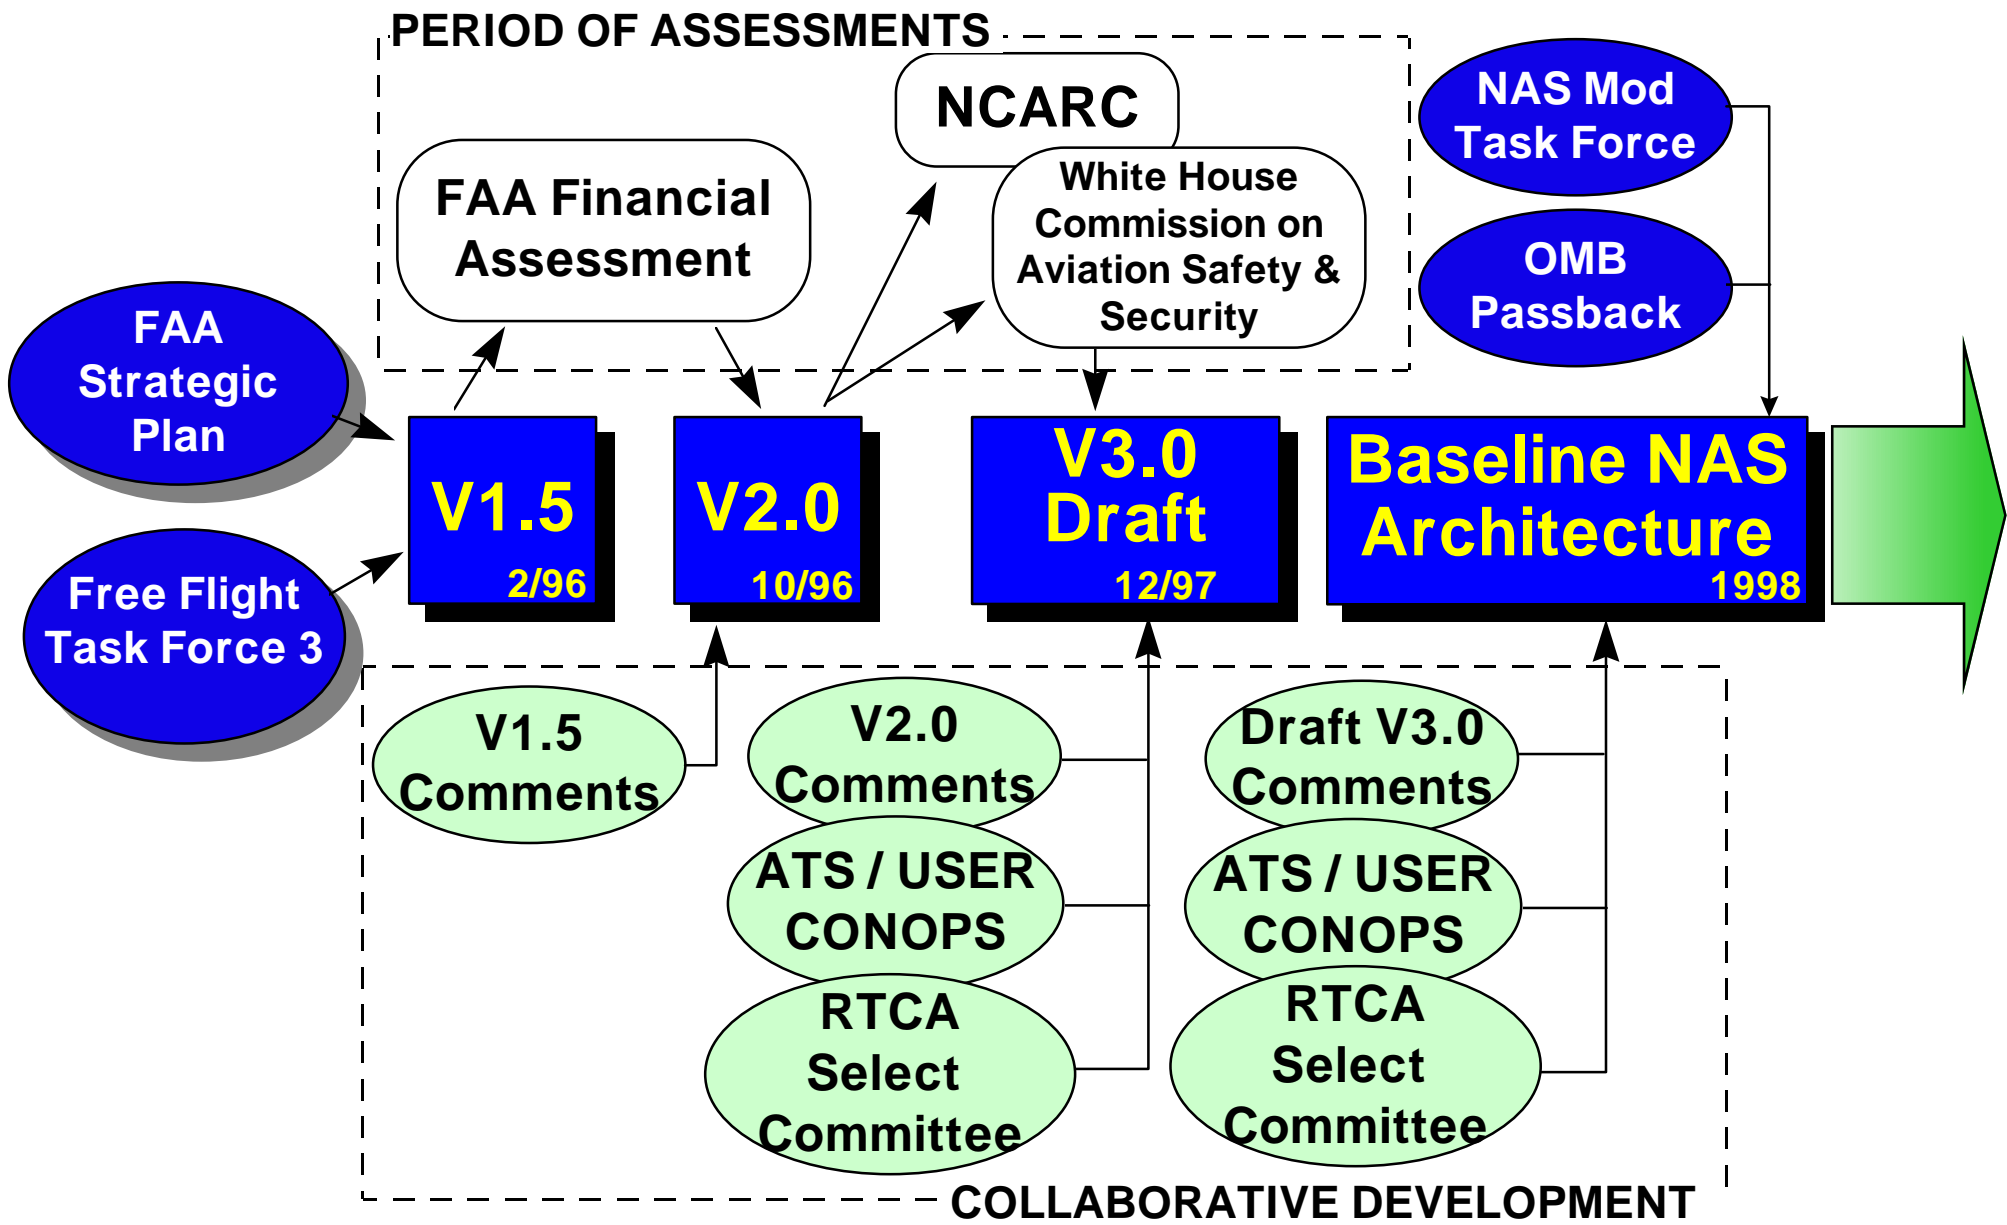 PERIOD OF ASSESSMENTS
NCARC
FAA Financial
Assessment
White House
Commission on
Aviation Safety &
Security
NAS Mod
Task Force
OMB
Passback
FAA
Strategic
Plan
Free Flight
Task Force 3
V1.5
2/96
V2.0
10/96
V3.0
Draft
12/97
Baseline NAS
Architecture
1998
V1.5
Comments
V2.0
Comments
ATS / USER
CONOPS
RTCA
Select
Committee
Draft V3.0
Comments
ATS / USER
CONOPS
RTCA
Select
Committee
COLLABORATIVE DEVELOPMENT